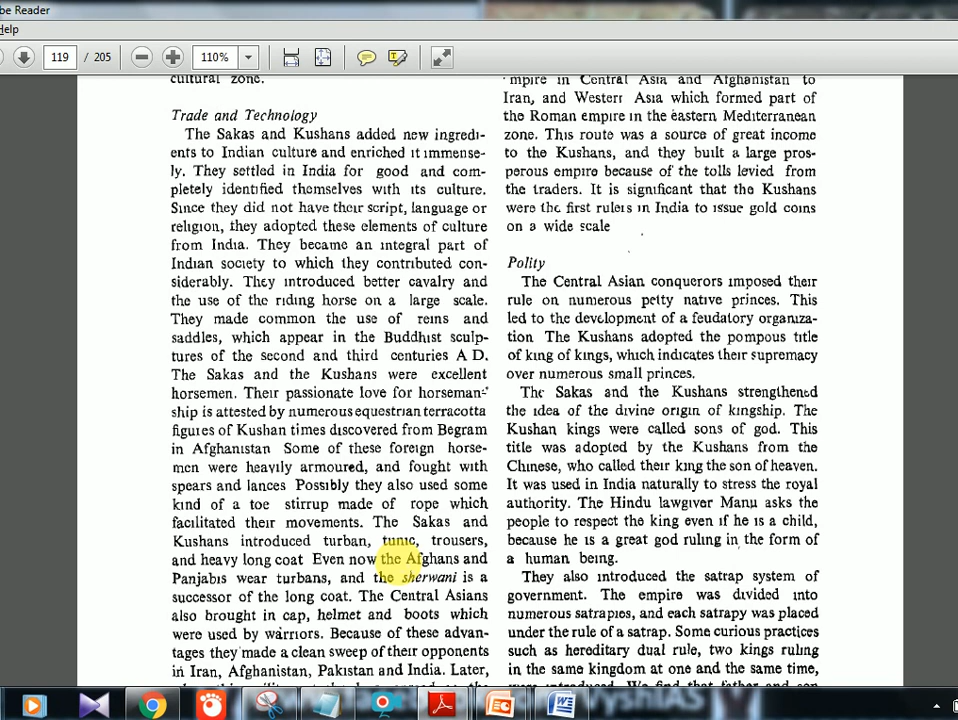 be Reader
Help
119 / 205
110%
cultural zone.
Trade and Technology
The Sakas and Kushans added new ingredi-
ents to Indian culture and enriched it immense-
ly. They settled in India for good and com-
pletely identified themselves with its culture.
Since they did not have their script, language or
religion, they adopted these elements of culture
from India. They became an integral part of
Indian society to which they contributed con-
siderably. They introduced better cavalry and
the use of the riding horse on a large scale.
They made common the use of reins and
saddles, which appear in the Buddhist sculp-
tures of the second and third centuries A D.
The Sakas and the Kushans were excellent
horsemen. Their passionate love for horseman-
ship is attested by numerous equestrian terracotta
figures of Kushan times discovered from Begram
in Afghanistan Some of these foreign horse-
men were heavily armoured, and fought with
spears and lances Possibly they also used some
kind of a toe stirrup made of rope which
facilitated their movements. The Sakas and
Kushans introduced turban, tunic, trousers,
and heavy long coat Even now the Afghans and
Panjabis wear turbans, and the sherwani is a
successor of the long coat. The Central Asians
also brought in cap, helmet and boots which
were used by warriors. Because of these advan-
tages they made a clean sweep of their opponents
in Iran, Afghanistan, Pakistan and India. Later,
mpire in Central Asia and Afghanistan to
Iran, and Western Asia which formed part of
the Roman empire in the eastern Mediterranean
zone. This route was a source of great income
to the Kushans, and they built a large pros-
perous empire because of the tolls levied from
the traders. It is significant that the Kushans
were the first rulers in India to issue gold coins
on a wide scale
Polity
The Central Asian conquerors imposed their
rule on numerous petty native princes. This
led to the development of a feudatory organiza-
tion The Kushans adopted the pompous title
of king of kings, which indicates their supremacy
over numerous small princes.
The Sakas and the Kushans strengthened
the idea of the divine origin of kingship. The
Kushan kings were called sons of god. This
title was adopted by the Kushans from the
Chinese, who called their king the son of heaven.
It was used in India naturally to stress the royal
authority. The Hindu lawgiver Manu asks the
people to respect the king even if he is a child,
because he is a great god ruling in the form of
a human being.
They also introduced the satrap system of
government. The empire was divided into
numerous satrapies, and each satrapy was placed
under the rule of a satrap. Some curious practices
such as hereditary dual rule, two kings ruling
in the same kingdom at one and the same time,
were introduced. We find that father and son